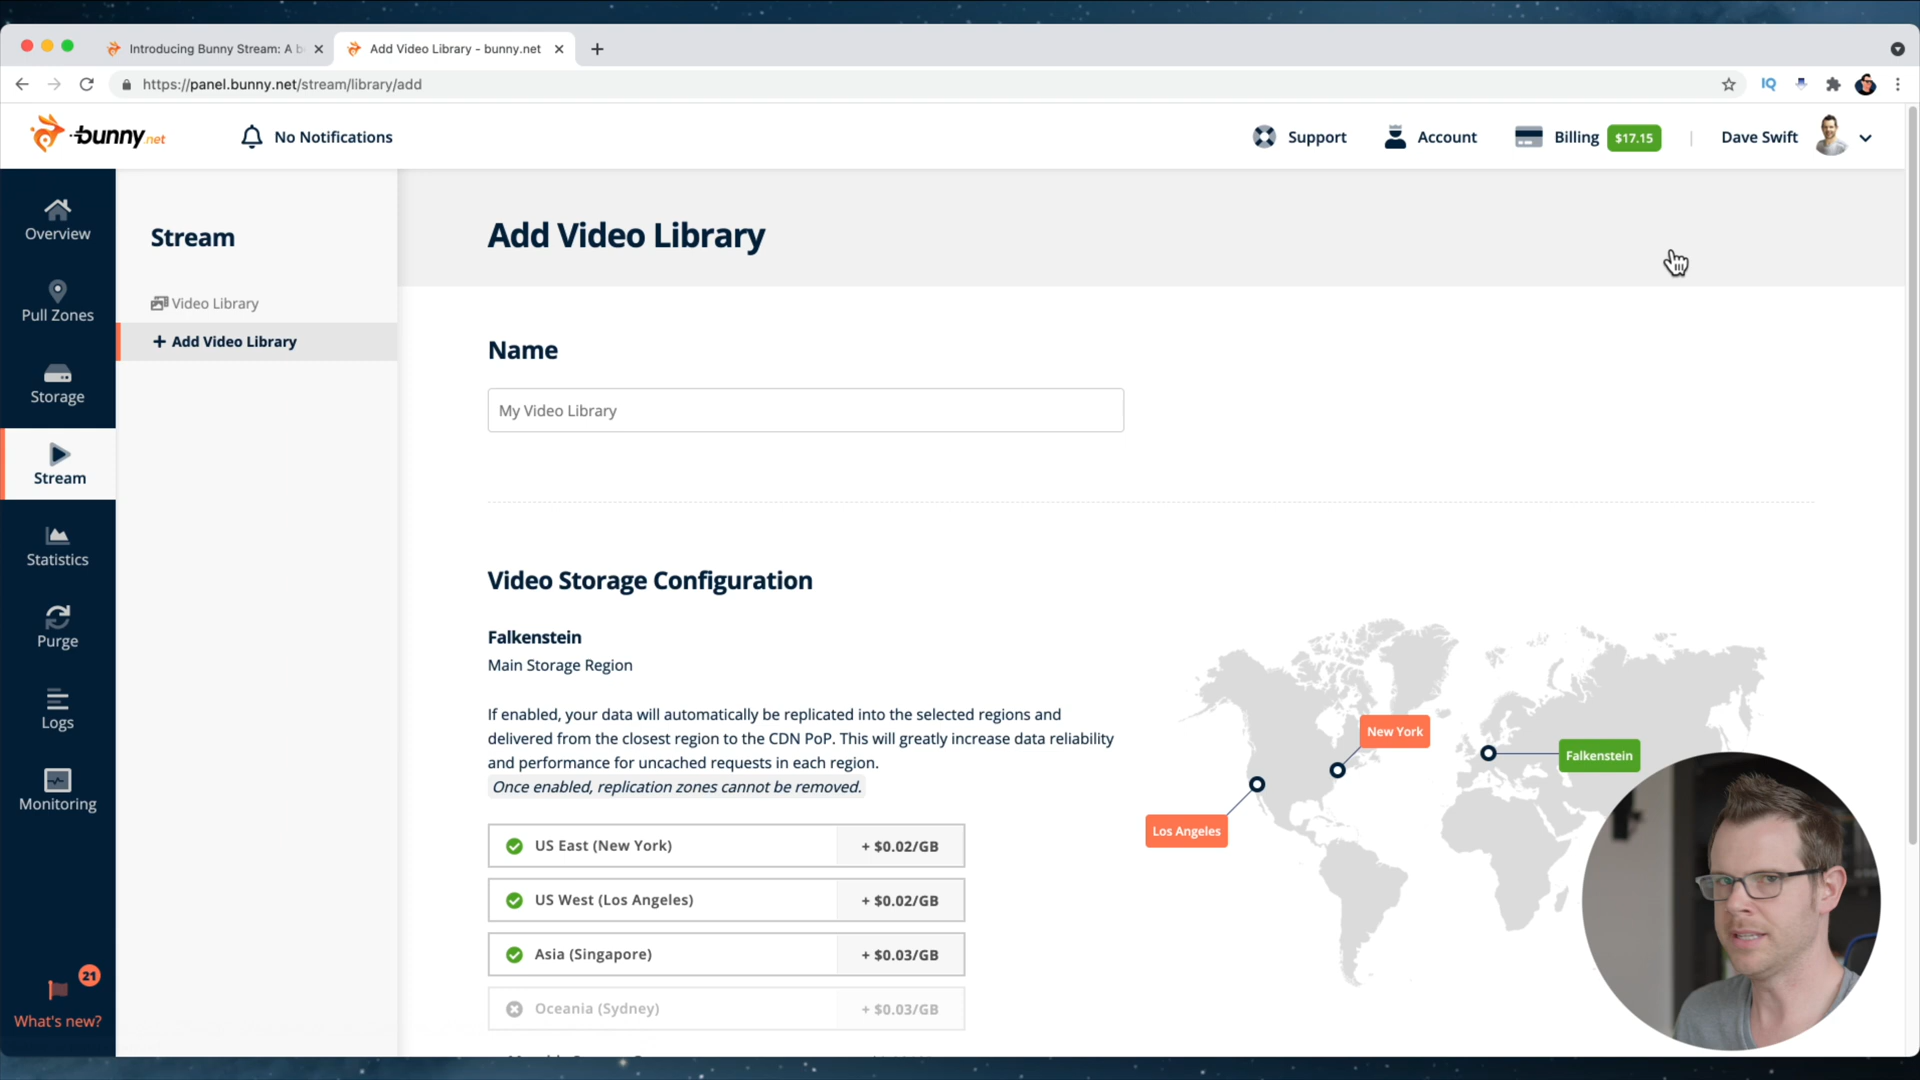 Introducing Bunny Stream: A b
Add Video Library - bunny.net
https://panel.bunny.net/stream/library/add
IQ
bunny.net
No Notifications
Support
Account
Billing
$17.15
Dave Swift
Overview
Pull Zones
Storage
Stream
Statistics
Purge
Logs
Monitoring
21
What's new?
Stream
Video Library
+ Add Video Library
Add Video Library
Name
My Video Library
Video Storage Configuration
Falkenstein
Main Storage Region
If enabled, your data will automatically be replicated into the selected regions and
delivered from the closest region to the CDN PoP. This will greatly increase data reliability
and performance for uncached requests in each region.
Once enabled, replication zones cannot be removed.
US East (New York)
+ $0.02/GB
US West (Los Angeles)
+ $0.02/GB
Asia (Singapore)
+ $0.03/GB
Oceania (Sydney)
+ $0.03/GB
New York
Falkenstein
Los Angeles